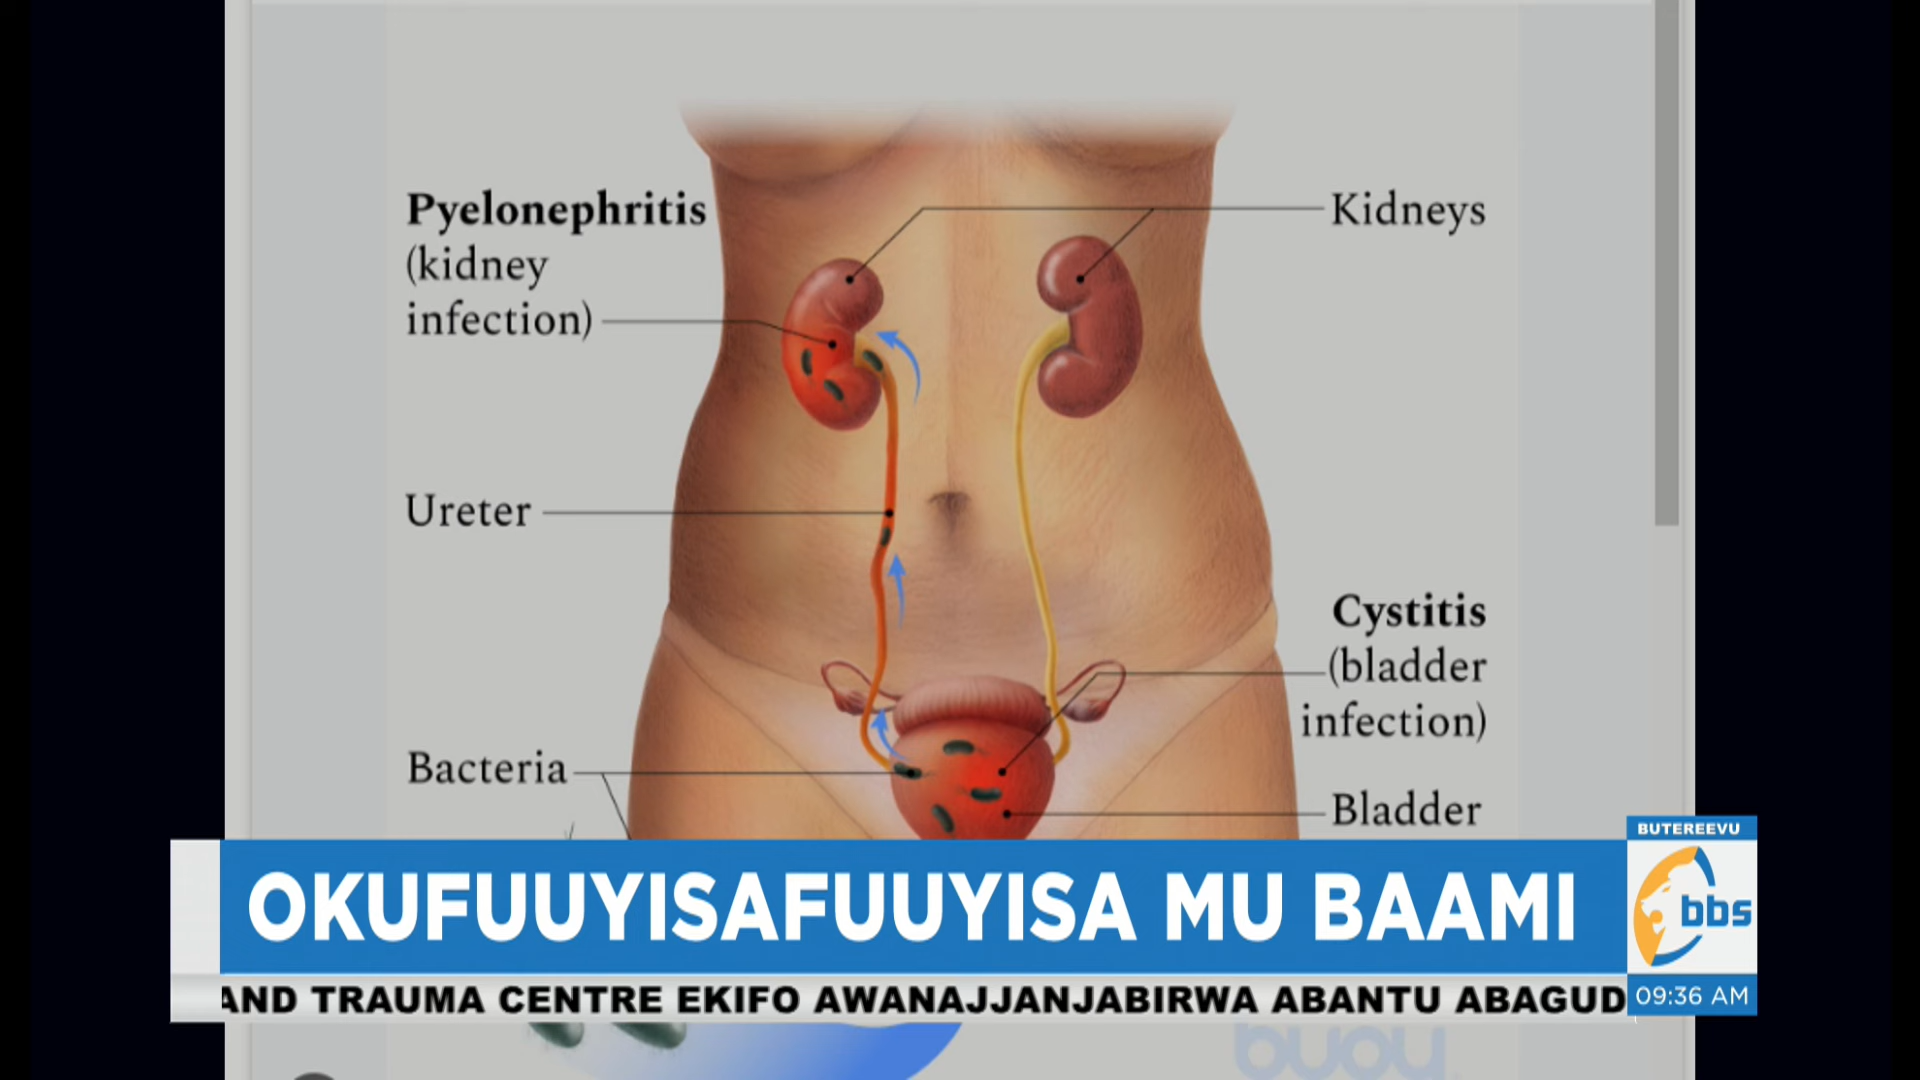 Pyelonephritis
(kidney
infection)
Kidneys
Ureter
Cystitis
(bladder
infection)
Bacteria
Bladder
BUTEREEVU
OKUFUUYISAFUUYISA MU BAAMI
bbs
AND TRAUMA CENTRE EKIFO AWANAJJANJABIRWA ABANTU ABAGUD
09:36 AM
buoy